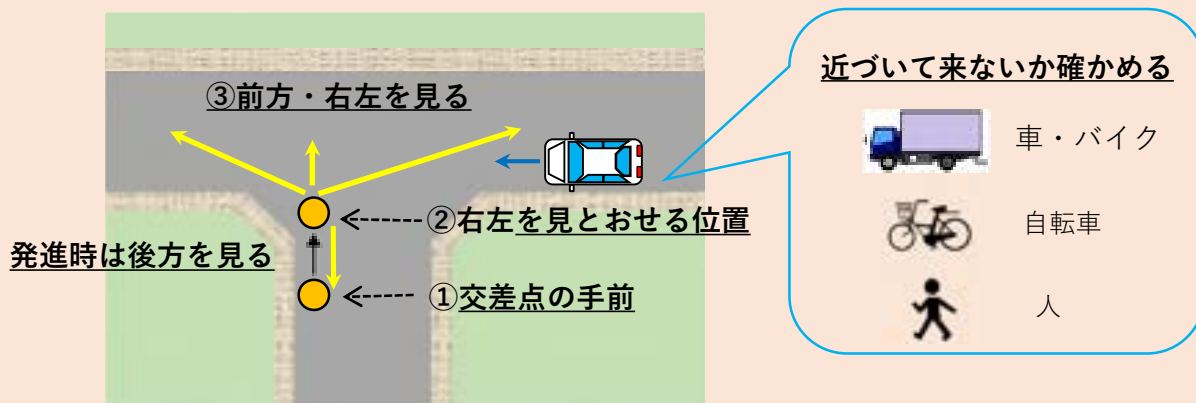 ③前方・右左を見る
②右左を見とおせる位置
発進時は後方を見る
①交差点の手前
近づいて来ないか確かめる
車・バイク
自転車
人